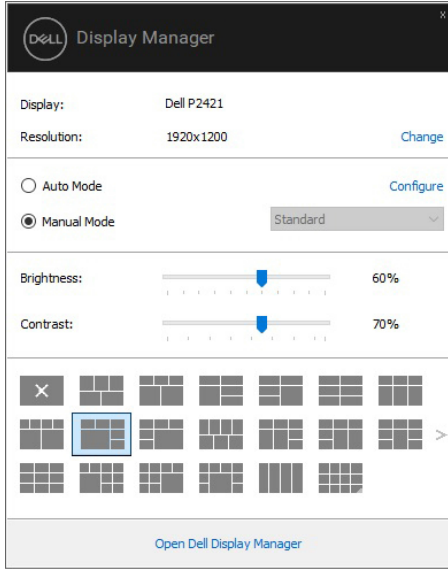 x
DELL Display Manager
Display: Dell P2421
Resolution: 1920x1200 Change
Auto Mode Configure
Manual Mode Standard
Brightness: 60%
Contrast: 70%
Open Dell Display Manager